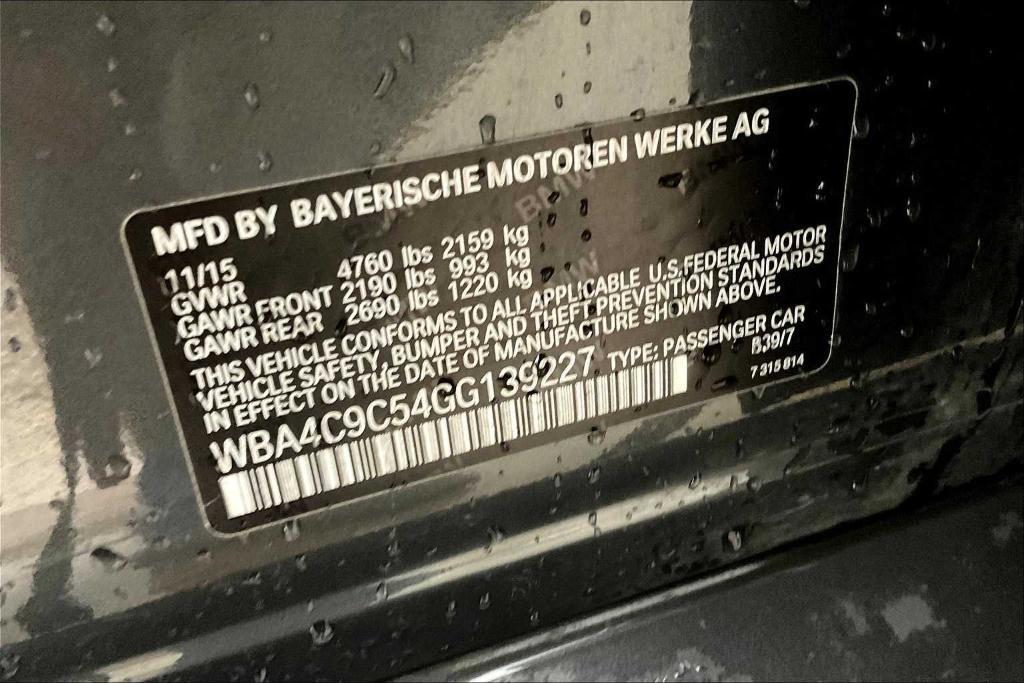 MFD BY BAYERISCHE MOTOREN WERKE AG
11/15
GVWR 4760 lbs 2159 kg
GAWR FRONT 2190 lbs 993 kg
GAWR REAR 2690 lbs 1220 kg
THIS VEHICLE CONFORMS TO ALL APPLICABLE U.S.FEDERAL MOTOR
VEHICLE SAFETY, BUMPER AND THEFT PREVENTION STANDARDS
IN EFFECT ON THE DATE OF MANUFACTURE SHOWN ABOVE.
WBA4C9C54GG139227 TYPE: PASSENGER CAR
B39/7
7 315 814
BMW